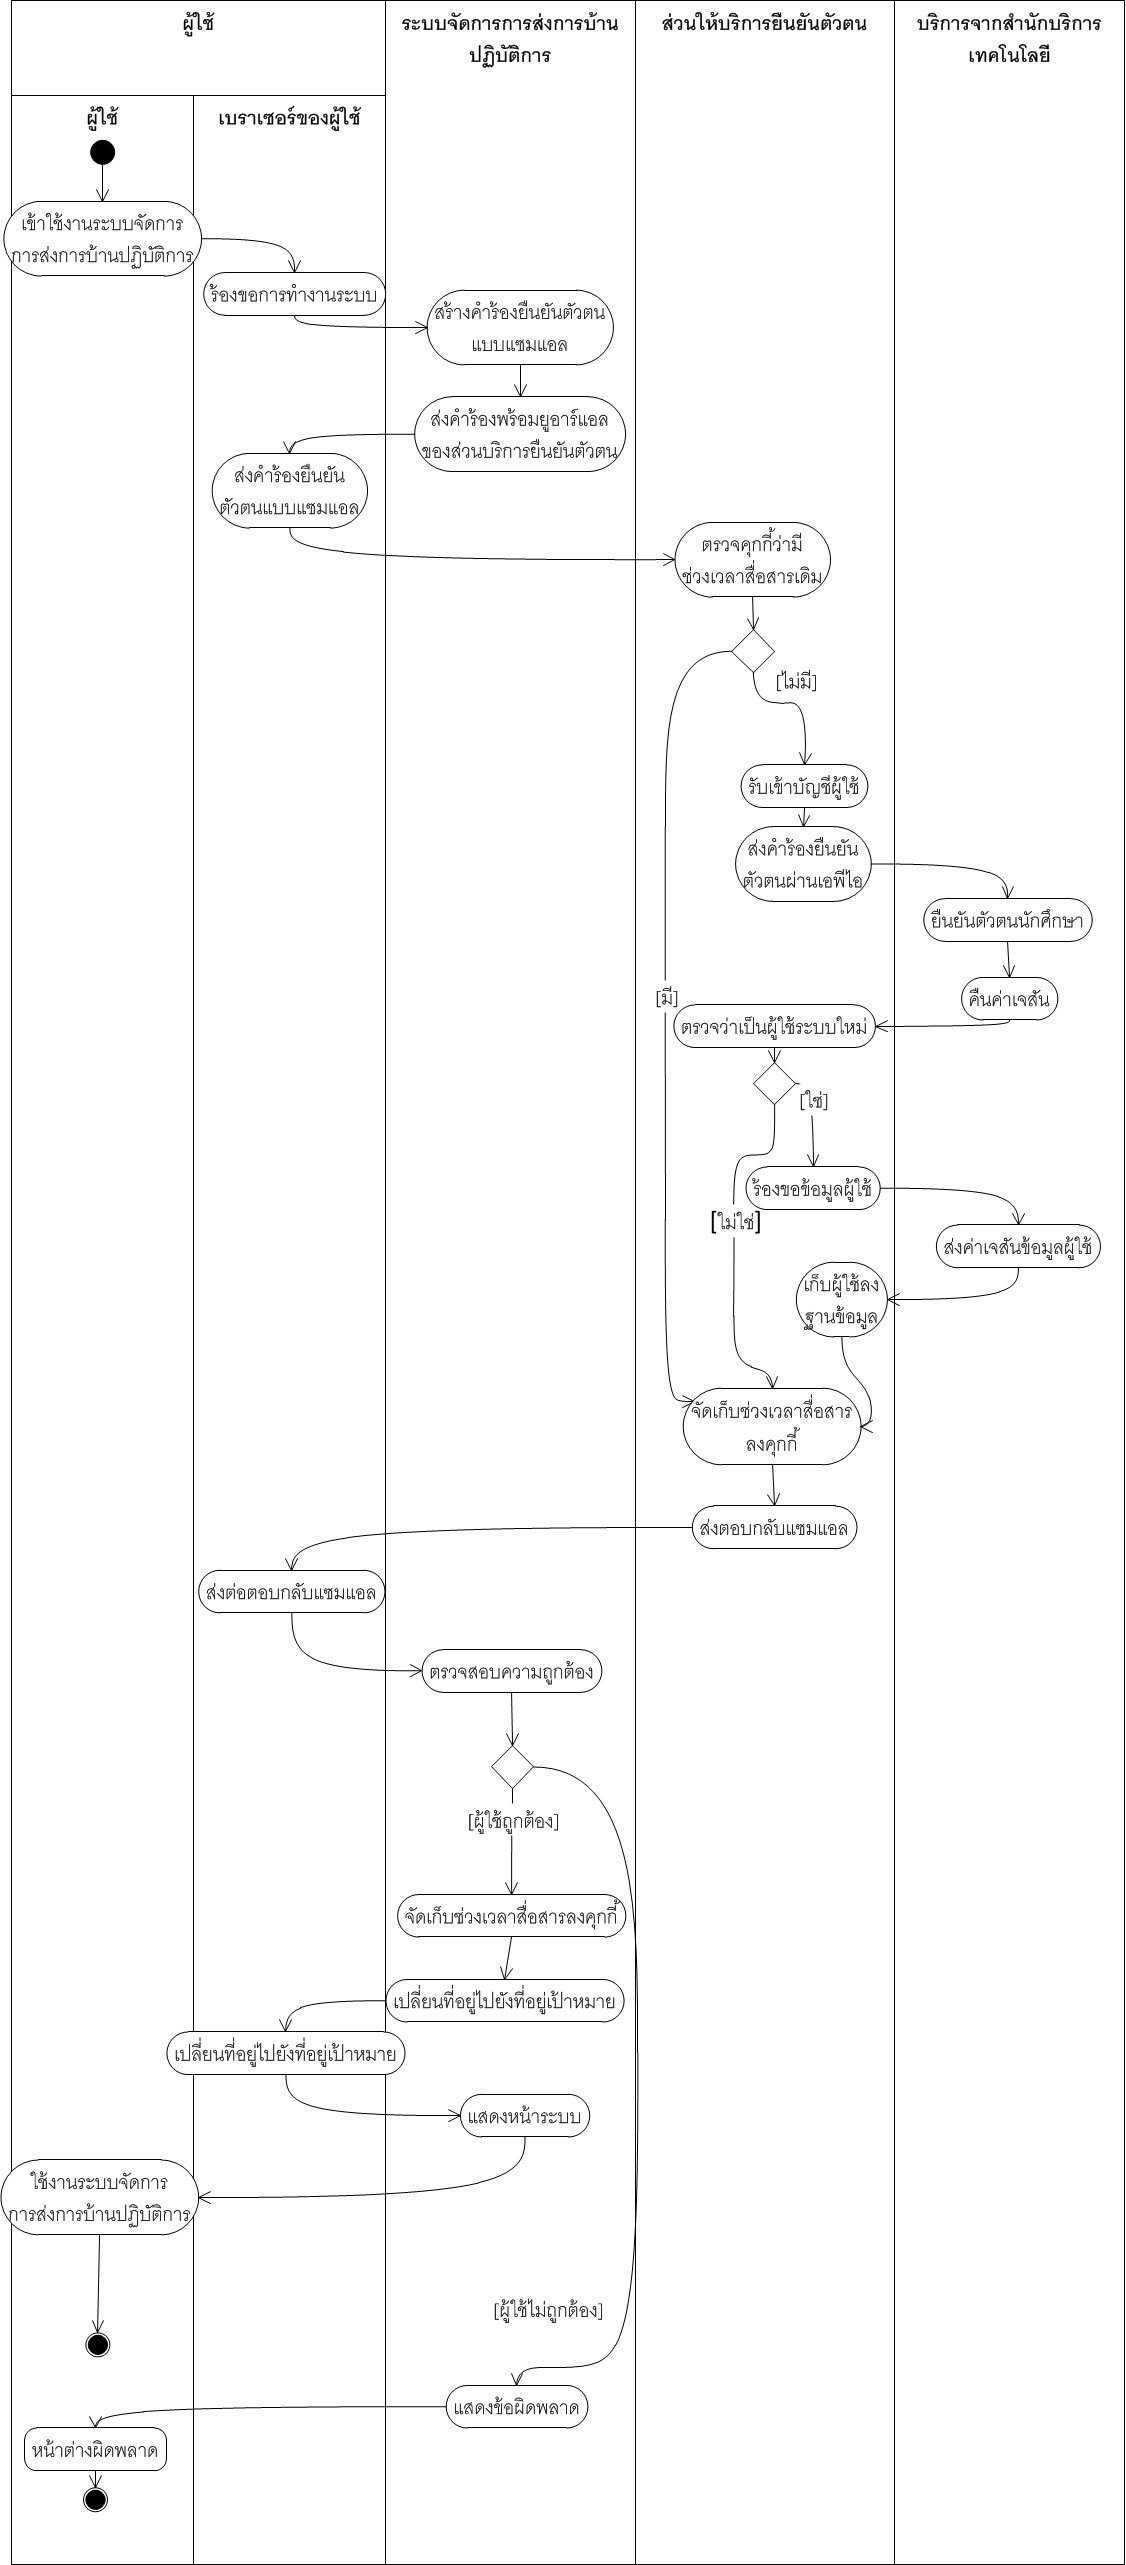 ผู้ใช้
ระบบจัดการการส่งการบ้าน
ปฏิบัติการ
ส่วนให้บริการยืนยันตัวตน
บริการจากสำนักบริการ
เทคโนโลยี
ผู้ใช้
เบราเซอร์ของผู้ใช้
เข้าใช้งานระบบจัดการ
การส่งการบ้านปฏิบัติการ
ร้องขอการทำงานระบบ
สร้างคำร้องยืนยันตัวตน
แบบแซมแอล
ส่งคำร้องพร้อมยูอาร์แอล
ของส่วนบริการยืนยันตัวตน
ส่งคำร้องยืนยัน
ตัวตนแบบแซมแอล
ตรวจคุกกี้ว่ามี
ช่วงเวลาสื่อสารเดิม
[ไม่มี]
รับเข้าบัญชีผู้ใช้
ส่งคำร้องยืนยัน
ตัวตนผ่านเอพีไอ
ยืนยันตัวตนนักศึกษา
คืนค่าเจสัน
[มี]
ตรวจว่าเป็นผู้ใช้ระบบใหม่
[ใช่]
ร้องขอข้อมูลผู้ใช้
[ไม่ใช่]
ส่งค่าเจสันข้อมูลผู้ใช้
เก็บผู้ใช้ลง
ฐานข้อมูล
จัดเก็บช่วงเวลาสื่อสาร
ลงคุกกี้
ส่งตอบกลับแซมแอล
ส่งต่อตอบกลับแซมแอล
ตรวจสอบความถูกต้อง
[ผู้ใช้ถูกต้อง]
จัดเก็บช่วงเวลาสื่อสารลงคุกกี้
เปลี่ยนที่อยู่ไปยังที่อยู่เป้าหมาย
เปลี่ยนที่อยู่ไปยังที่อยู่เป้าหมาย
แสดงหน้าระบบ
ใช้งานระบบจัดการ
การส่งการบ้านปฏิบัติการ
[ผู้ใช้ไม่ถูกต้อง]
แสดงข้อผิดพลาด
หน้าต่างผิดพลาด